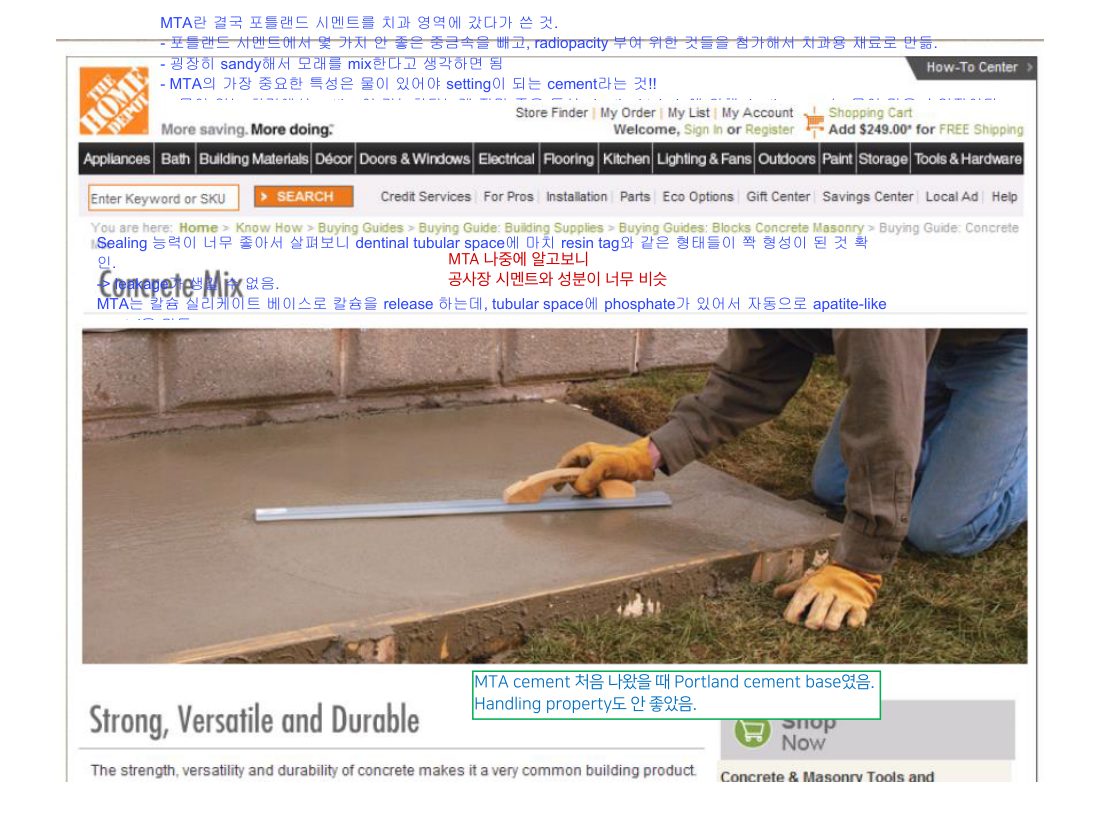 MTA란 결국 포틀랜드 시멘트를 치과 영역에 갔다가 쓴 것.
- 포틀랜드 시멘트에서 몇 가지 안 좋은 중금속을 빼고, radiopacity 부여 위한 것들을 첨가해서 치과용 재료로 만듦.
- 굉장히 sandy해서 모래를 mix한다고 생각하면 됨
- MTA의 가장 중요한 특성은 물이 있어야 setting이 되는 cement라는 것!!
How-To Center >
THE HOME DEPOT
More saving. More doing.
Store Finder | My Order | My List | My Account
Shopping Cart
Welcome, Sign In or Register
Add $249.00* for FREE Shipping
Appliances Bath Building Materials Décor Doors & Windows Electrical Flooring Kitchen Lighting & Fans Outdoors Paint Storage Tools & Hardware
Enter Keyword or SKU > SEARCH Credit Services | For Pros | Installation | Parts | Eco Options | Gift Center | Savings Center | Local Ad | Help
You are here: Home > Know How > Buying Guides > Buying Guide: Building Supplies > Buying Guides: Blocks Concrete Masonry > Buying Guide: Concrete
Sealing 능력이 너무 좋아서 살펴보니 dentinal tubular space에 마치 resin tag와 같은 형태들이 쫙 형성이 된 것 확
인.
MTA 나중에 알고보니
공사장 시멘트와 성분이 너무 비슷
Concrete Mix
-> leakage가 생길 수 없음.
MTA는 칼슘 실리케이트 베이스로 칼슘을 release 하는데, tubular space에 phosphate가 있어서 자동으로 apatite-like
MTA cement 처음 나왔을 때 Portland cement base였음.
Handling property도 안 좋았음.
Strong, Versatile and Durable
Shop
Now
The strength, versatility and durability of concrete makes it a very common building product.
Concrete & Masonry Tools and